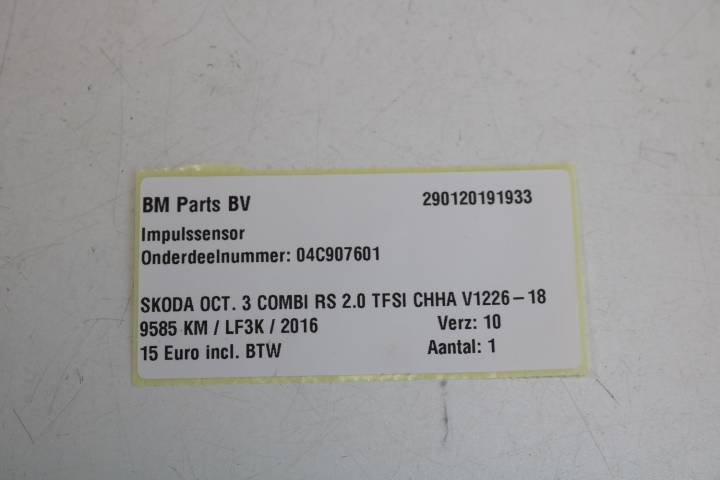 BM Parts BV 290120191933
Impulssensor
Onderdeelnummer: 04C907601
SKODA OCT. 3 COMBI RS 2.0 TFSI CHHA V1226-18
9585 KM / LF3K / 2016 Verz: 10
15 Euro incl. BTW Aantal: 1